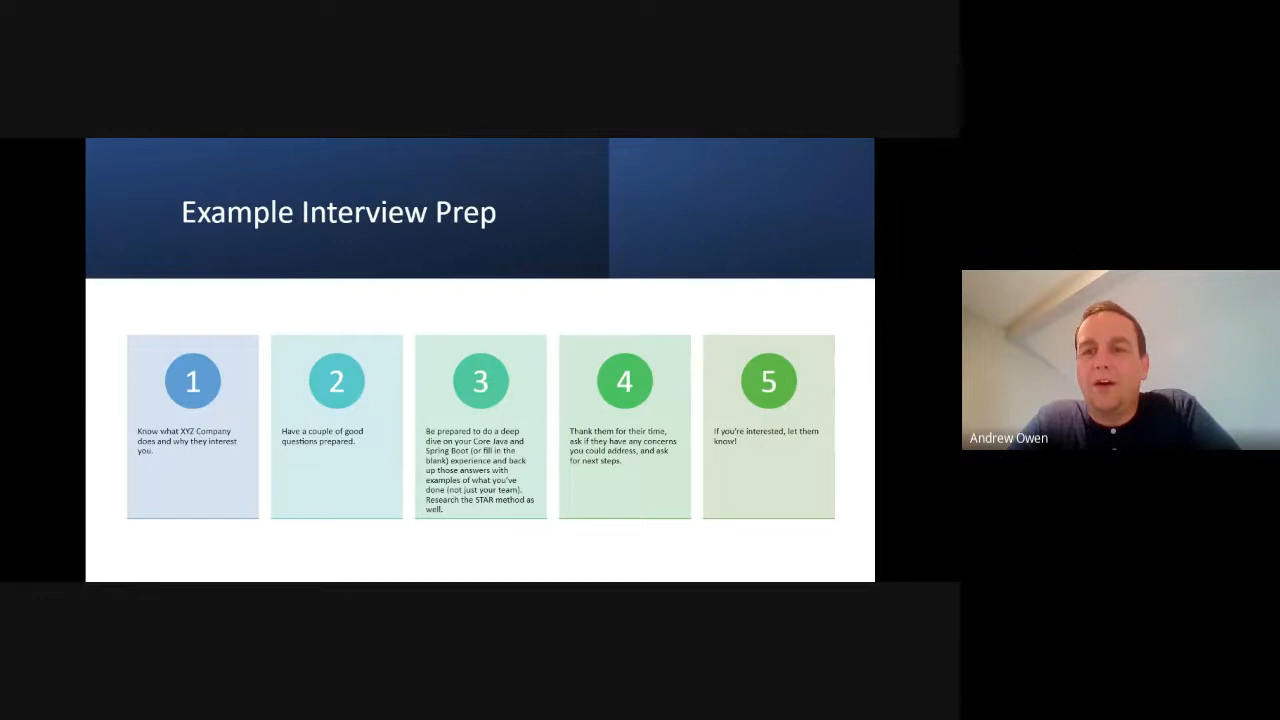 Example Interview Prep
1
Know what XYZ Company
does and why they interest
you.
2
Have a couple of good
questions prepared.
3
Be prepared to do a deep
dive on your Core Java and
Spring Boot (or fill in the
blank) experience and back
up those answers with
examples of what you've
done (not just your team).
Research the STAR method as
well.
4
Thank them for their time,
ask if they have any concerns
you could address, and ask
for next steps.
5
If you're interested, let them
know!
Andrew Owen